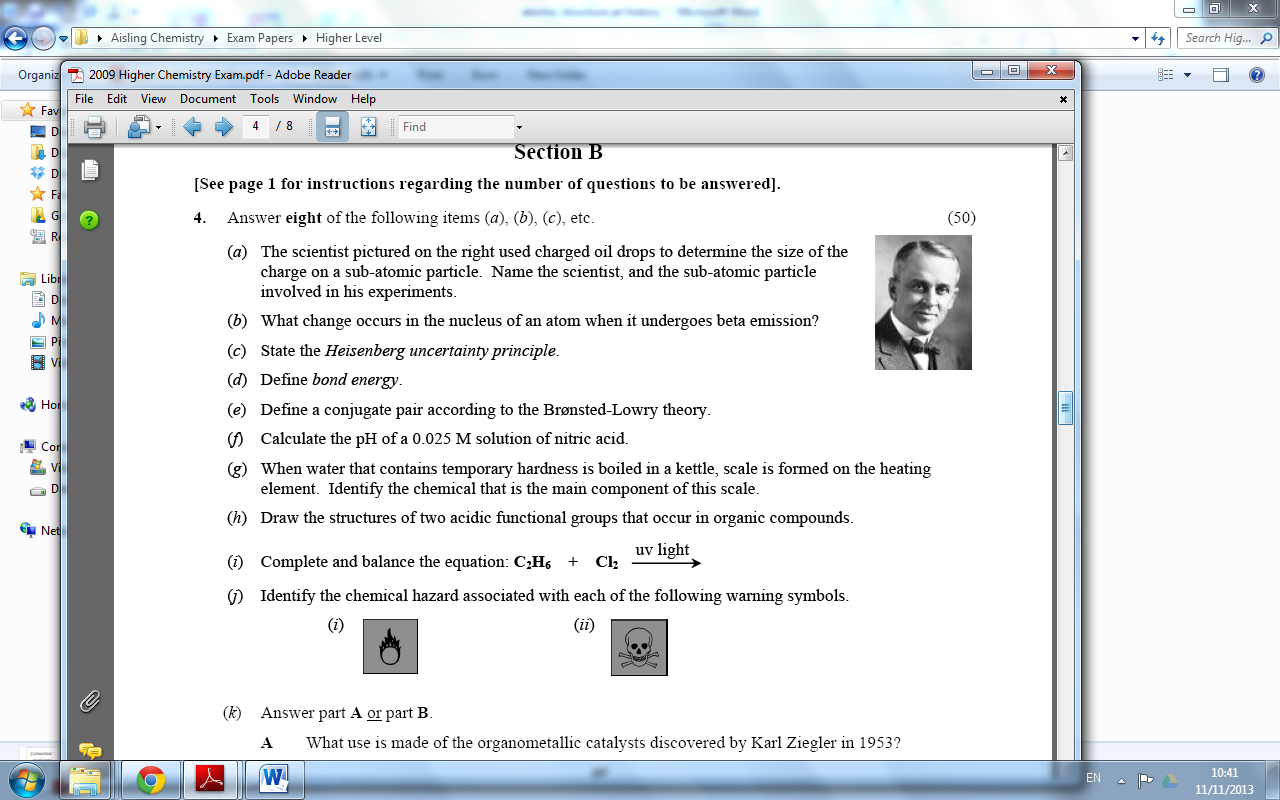 Aisling Chemistry Exam Papers Higher Level
Search Hig...
Organiz
2009 Higher Chemistry Exam.pdf - Adobe Reader
File Edit View Document Tools Window Help
4 / 8 Find
Section B
[See page 1 for instructions regarding the number of questions to be answered].
4. Answer eight of the following items (a), (b), (c), etc. (50)
(a) The scientist pictured on the right used charged oil drops to determine the size of the
charge on a sub-atomic particle. Name the scientist, and the sub-atomic particle
involved in his experiments.
(b) What change occurs in the nucleus of an atom when it undergoes beta emission?
(c) State the Heisenberg uncertainty principle.
(d) Define bond energy.
(e) Define a conjugate pair according to the Brønsted-Lowry theory.
(f) Calculate the pH of a 0.025 M solution of nitric acid.
(g) When water that contains temporary hardness is boiled in a kettle, scale is formed on the heating
element. Identify the chemical that is the main component of this scale.
(h) Draw the structures of two acidic functional groups that occur in organic compounds.
uv light
(i) Complete and balance the equation: C₂H₆ + Cl₂
(j) Identify the chemical hazard associated with each of the following warning symbols.
(i) (ii)
(k) Answer part A or part B.
A What use is made of the organometallic catalysts discovered by Karl Ziegler in 1953?
Fav
D
D
D
Fa
G
Re
Libr
D
M
Pi
Vi
Hor
Cor
Vi
D
Net
EN
10:41
11/11/2013